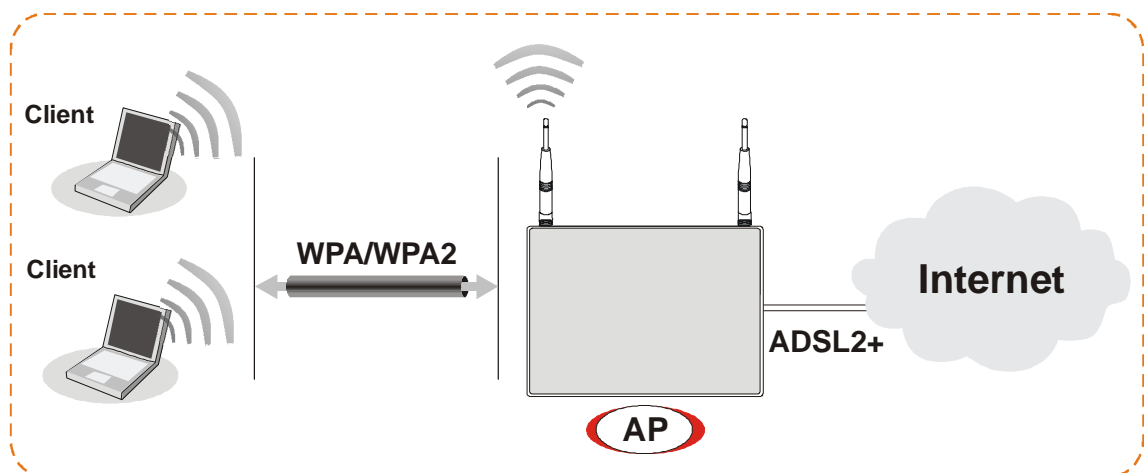 Client
Client
WPA/WPA2
Internet
ADSL2+
AP